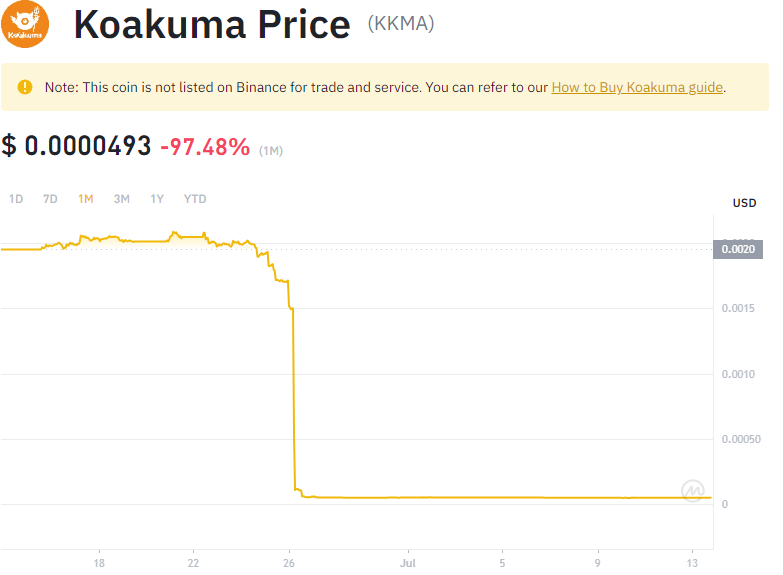 Koakuma
Koakuma Price (KKMA)
Note: This coin is not listed on Binance for trade and service. You can refer to our How to Buy Koakuma guide.
$ 0.0000493 -97.48% (1M)
1D 7D 1M 3M 1Y YTD
USD
0.0020
0.0015
0.0010
0.00050
0
18 22 26 Jul 5 9 13